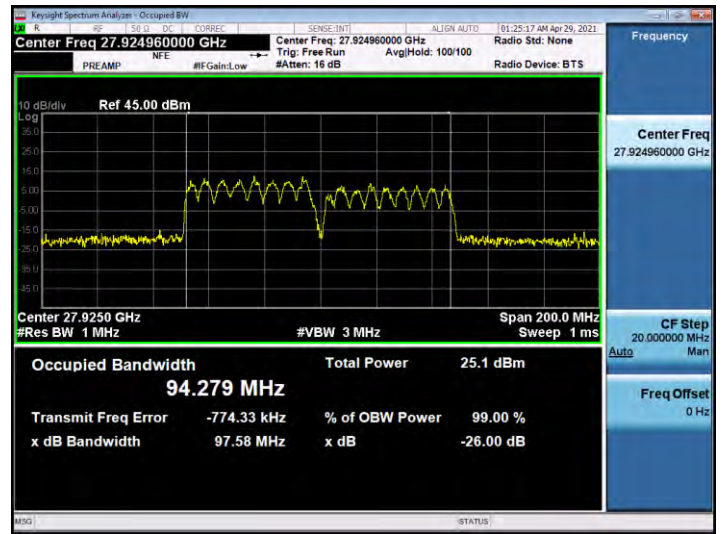 Keysight Spectrum Analyzer - Occupied BW
R RF 50 Ω DC CORREC SENSE:INT ALIGN AUTO 01:25:17 AM Apr 29, 2021
Center Freq 27.924960000 GHz Center Freq: 27.924960000 GHz Radio Std: None
NFE Trig: Free Run Avg|Hold: 100/100
PREAMP #IFGain:Low #Atten: 16 dB Radio Device: BTS
Frequency
10 dB/div Ref 45.00 dBm
Log
35.0
25.0
15.0
5.00
-5.00
-15.0
-25.0
-35.0
-45.0
Center 27.9250 GHz Span 200.0 MHz
#Res BW 1 MHz #VBW 3 MHz Sweep 1 ms
Occupied Bandwidth Total Power 25.1 dBm
94.279 MHz
Transmit Freq Error -774.33 kHz % of OBW Power 99.00 %
x dB Bandwidth 97.58 MHz x dB -26.00 dB
Center Freq
27.924960000 GHz
CF Step
20.000000 MHz
Auto Man
Freq Offset
0 Hz
MSG STATUS